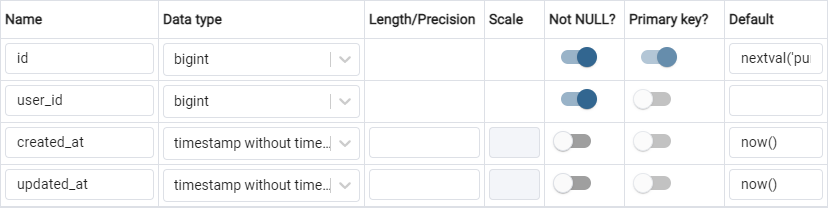 Name Data type Length/Precision Scale Not NULL? Primary key? Default
id bigint nextval('pu
user_id bigint
created_at timestamp without time... now()
updated_at timestamp without time... now()